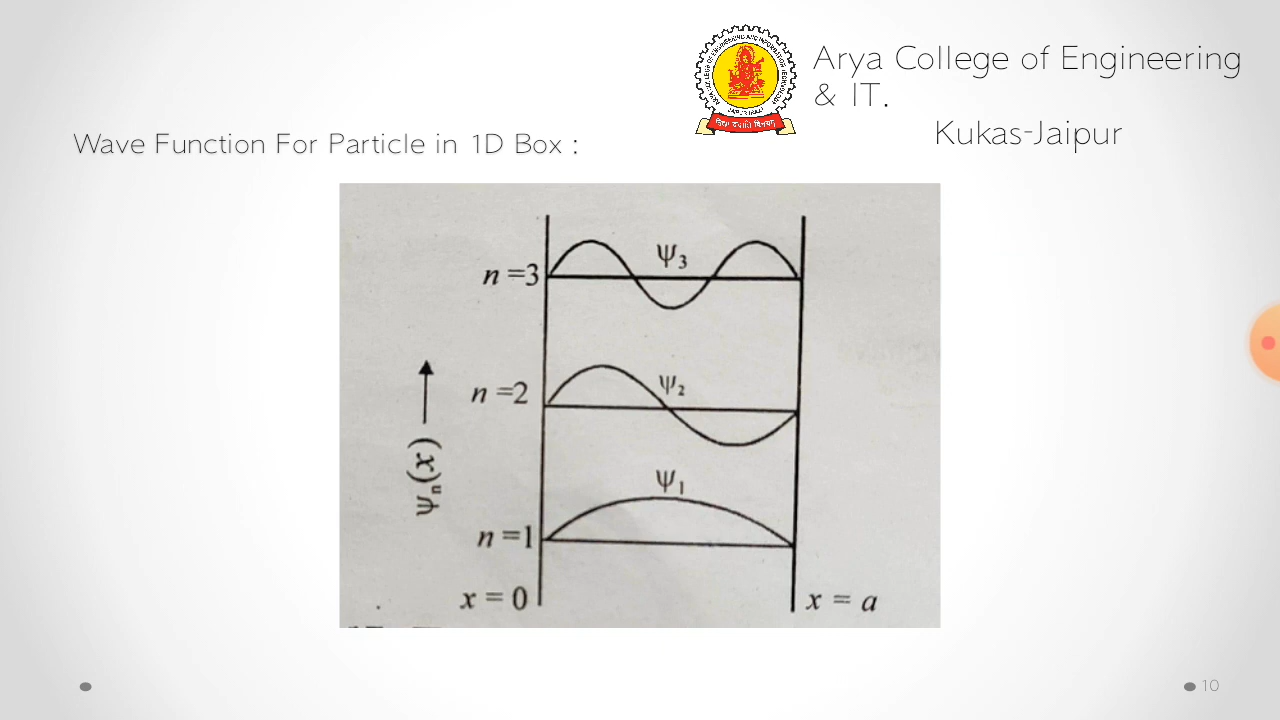 Arya College of Engineering
& IT.
Kukas-Jaipur
Wave Function For Particle in 1D Box :
Ψ₃
n =3
Ψ₂
n =2
Ψₙ(x)
Ψ₁
n =1
x = 0
x = a
10